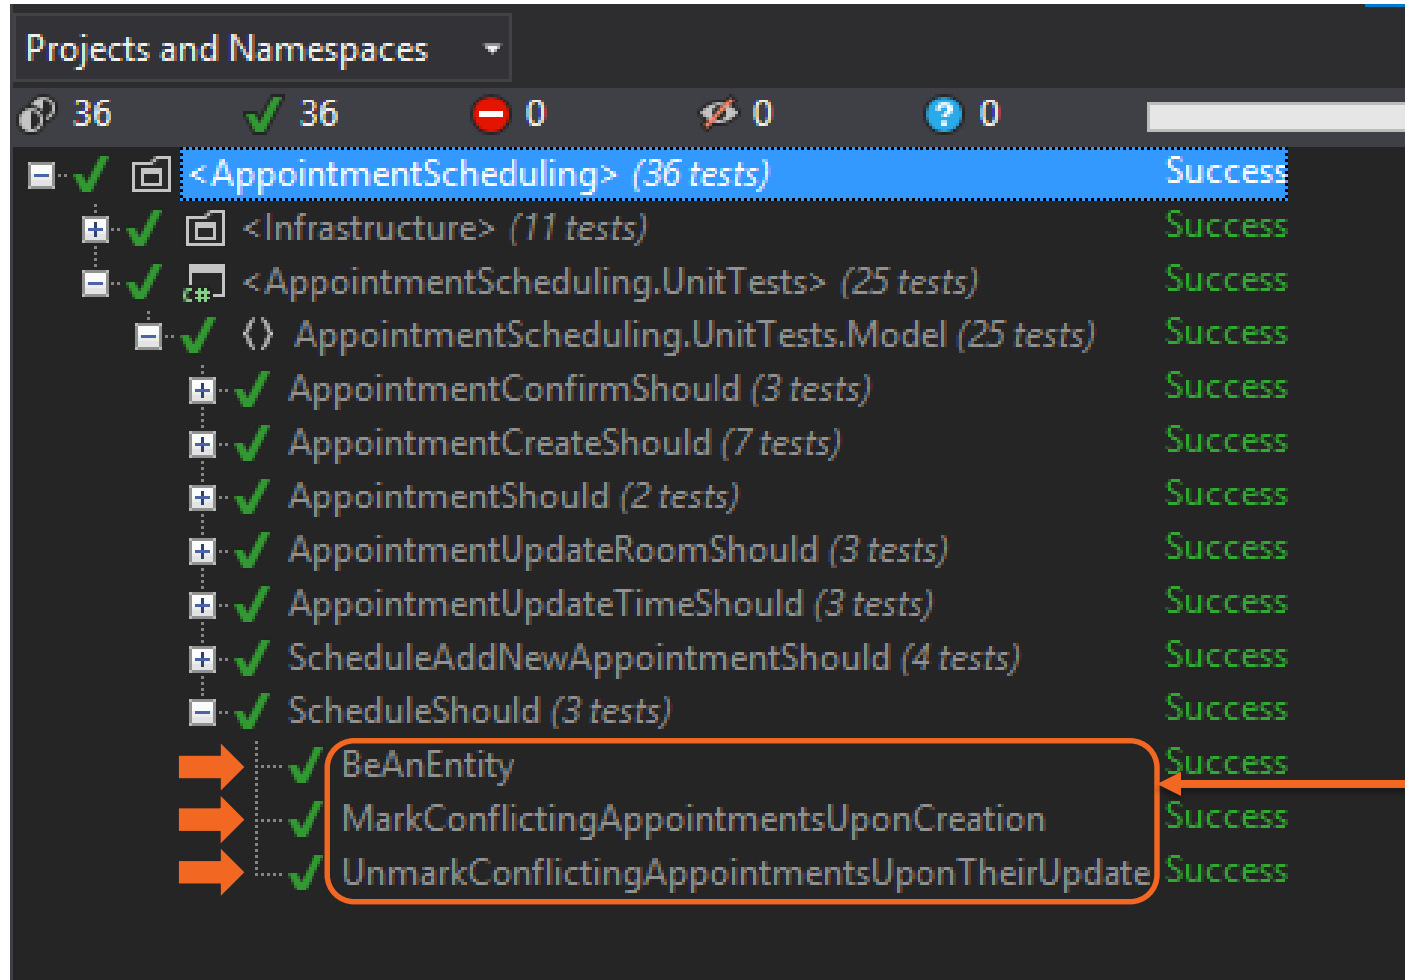 Projects and Namespaces
36 36 0 0 ? 0
<AppointmentScheduling> (36 tests) Success
<Infrastructure> (11 tests) Success
C# <AppointmentScheduling.UnitTests> (25 tests) Success
<> AppointmentScheduling.UnitTests.Model (25 tests) Success
AppointmentConfirmShould (3 tests) Success
AppointmentCreateShould (7 tests) Success
AppointmentShould (2 tests) Success
AppointmentUpdateRoomShould (3 tests) Success
AppointmentUpdateTimeShould (3 tests) Success
ScheduleAddNewAppointmentShould (4 tests) Success
ScheduleShould (3 tests) Success
BeAnEntity Success
MarkConflictingAppointmentsUponCreation Success
UnmarkConflictingAppointmentsUponTheirUpdate Success